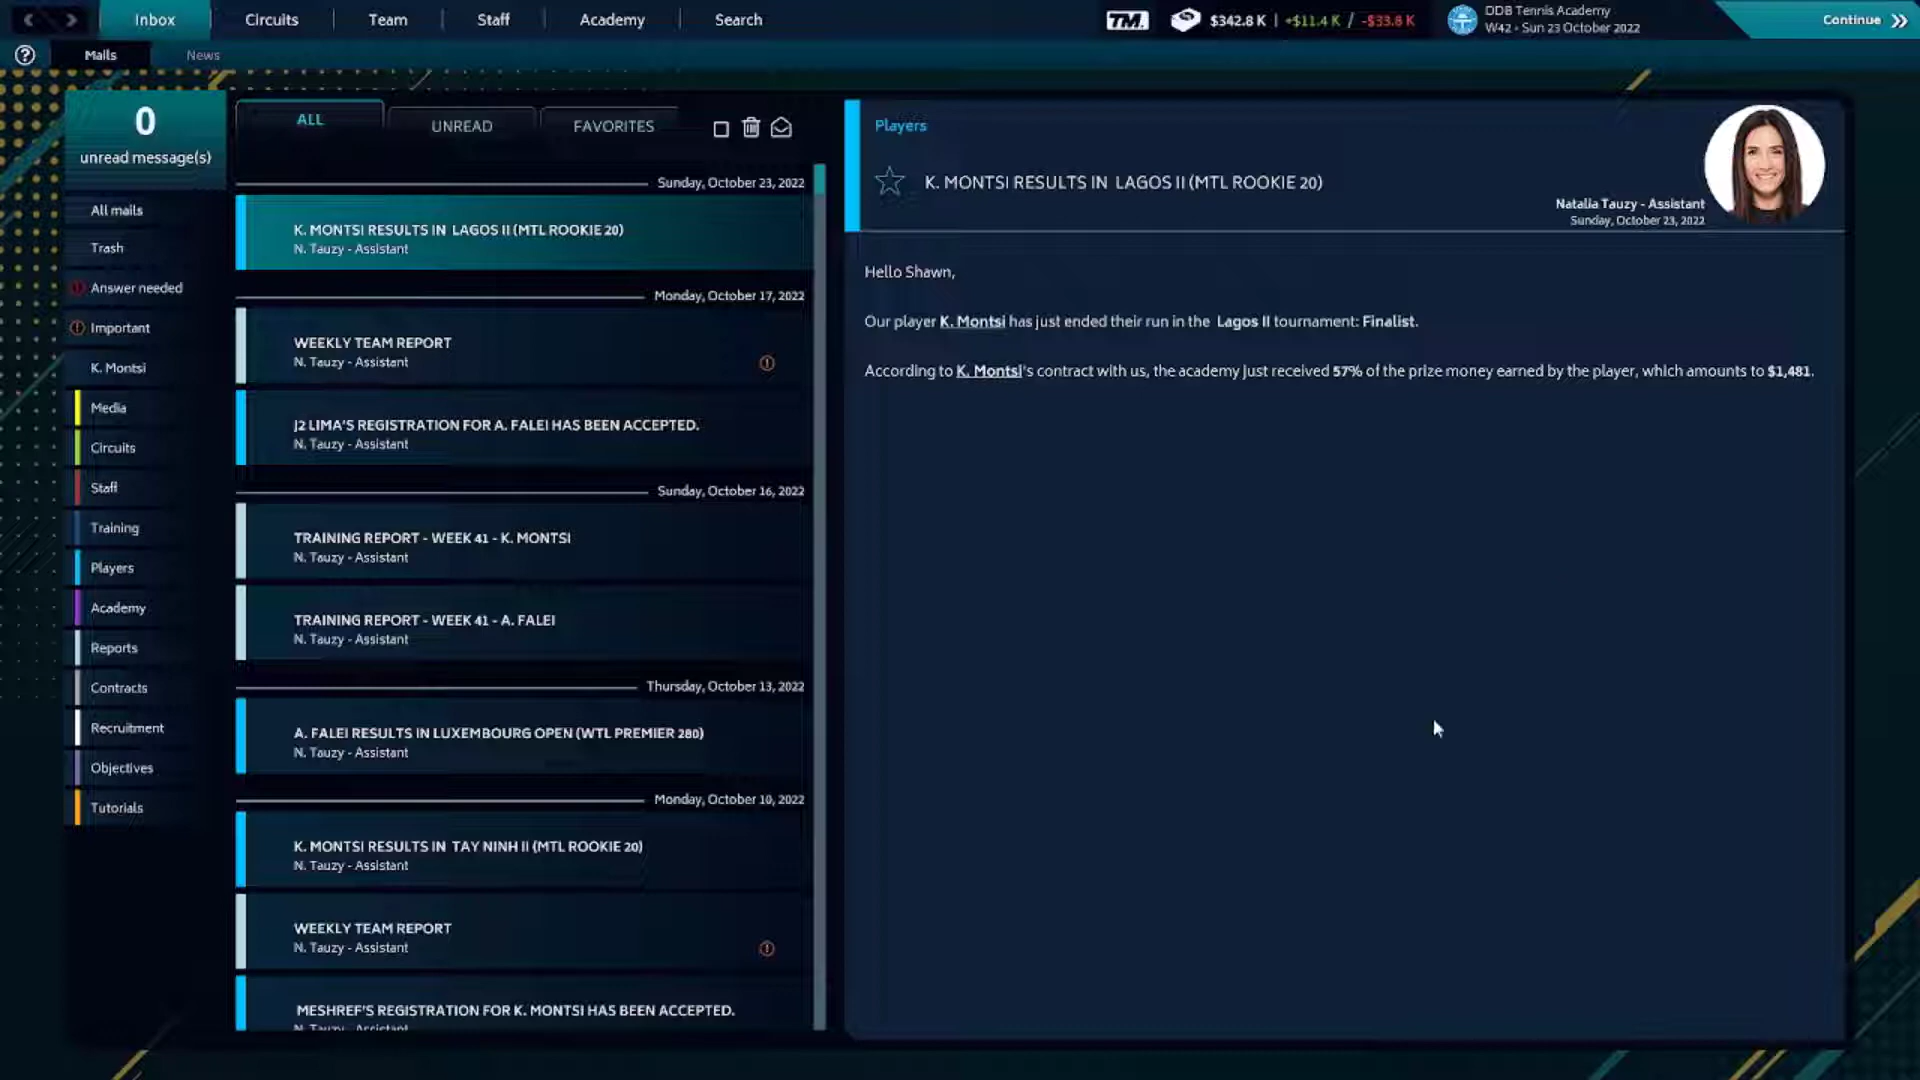 Inbox
Circuits
Team
Staff
Academy
Search
TM.
$342.8 K | +$11.4 K / -$33.8 K
DDB Tennis Academy
W42 - Sun 23 October 2022
Continue
Mails
News
0
unread message(s)
All mails
Trash
Answer needed
Important
K. Montsi
Media
Circuits
Staff
Training
Players
Academy
Reports
Contracts
Recruitment
Objectives
Tutorials
ALL
UNREAD
FAVORITES
Sunday, October 23, 2022
K. MONTSI RESULTS IN LAGOS II (MTL ROOKIE 20)
N. Tauzy - Assistant
Monday, October 17, 2022
WEEKLY TEAM REPORT
N. Tauzy - Assistant
J2 LIMA'S REGISTRATION FOR A. FALEI HAS BEEN ACCEPTED.
N. Tauzy - Assistant
Sunday, October 16, 2022
TRAINING REPORT - WEEK 41 - K. MONTSI
N. Tauzy - Assistant
TRAINING REPORT - WEEK 41 - A. FALEI
N. Tauzy - Assistant
Thursday, October 13, 2022
A. FALEI RESULTS IN LUXEMBOURG OPEN (WTL PREMIER 280)
N. Tauzy - Assistant
Monday, October 10, 2022
K. MONTSI RESULTS IN TAY NINH II (MTL ROOKIE 20)
N. Tauzy - Assistant
WEEKLY TEAM REPORT
N. Tauzy - Assistant
MESHREF'S REGISTRATION FOR K. MONTSI HAS BEEN ACCEPTED.
N. Tauzy - Assistant
Players
K. MONTSI RESULTS IN LAGOS II (MTL ROOKIE 20)
Natalia Tauzy - Assistant
Sunday, October 23, 2022
Hello Shawn,
Our player K. Montsi has just ended their run in the Lagos II tournament: Finalist.
According to K. Montsi's contract with us, the academy just received 57% of the prize money earned by the player, which amounts to $1,481.